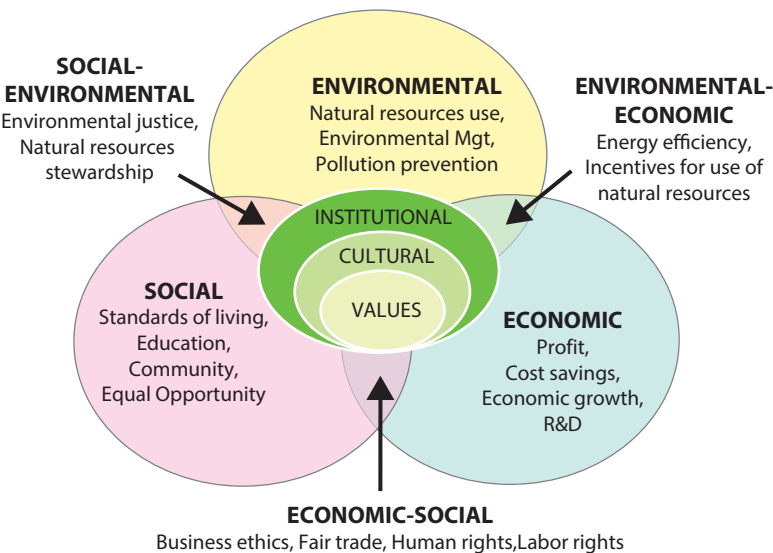 SOCIAL-
ENVIRONMENTAL
Environmental justice,
Natural resources
stewardship
ENVIRONMENTAL
Natural resources use,
Environmental Mgt,
Pollution prevention
ENVIRONMENTAL-
ECONOMIC
Energy efficiency,
Incentives for use of
natural resources
INSTITUTIONAL
CULTURAL
VALUES
SOCIAL
Standards of living,
Education,
Community,
Equal Opportunity
ECONOMIC
Profit,
Cost savings,
Economic growth,
R&D
ECONOMIC-SOCIAL
Business ethics, Fair trade, Human rights,Labor rights